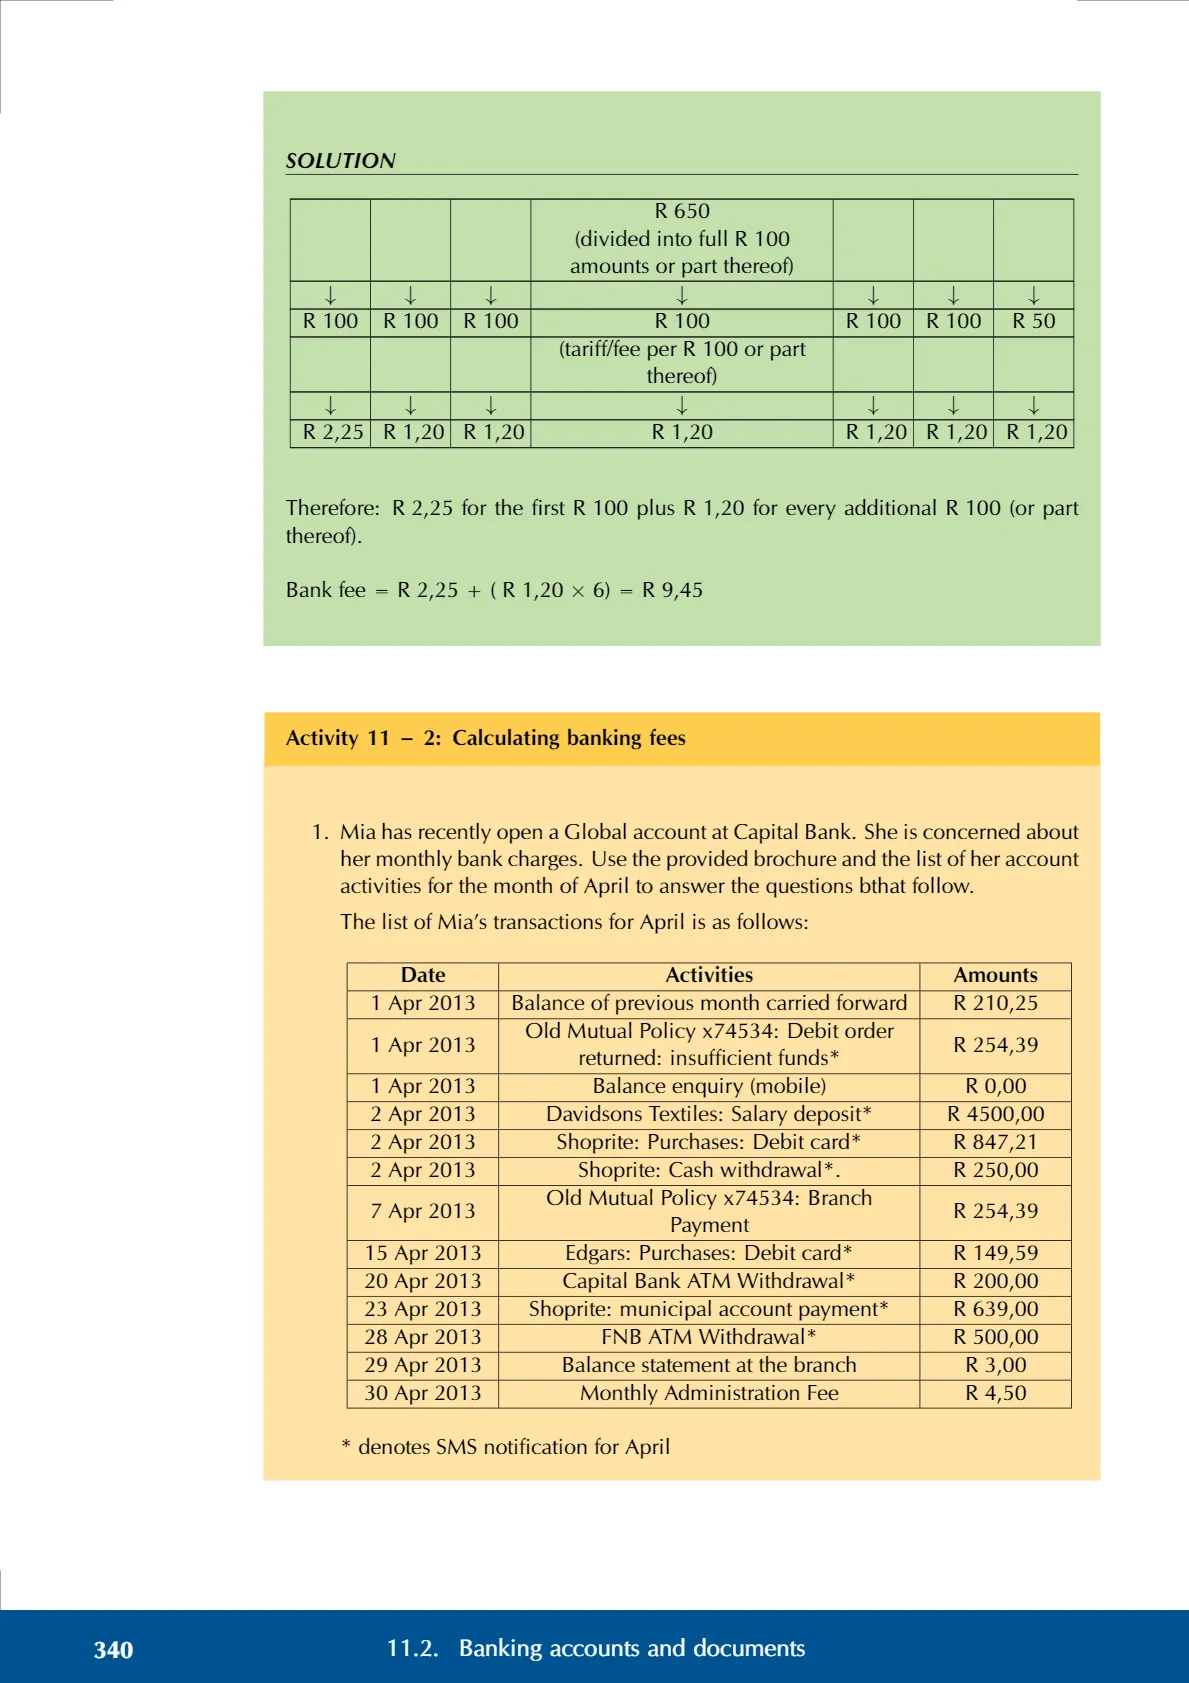 SOLUTION
R 650
(divided into full R 100
amounts or part thereof)
↓ ↓ ↓ ↓ ↓ ↓ ↓
R 100 R 100 R 100 R 100 R 100 R 100 R 50
(tariff/fee per R 100 or part
thereof)
↓ ↓ ↓ ↓ ↓ ↓ ↓
R 2,25 R 1,20 R 1,20 R 1,20 R 1,20 R 1,20 R 1,20
Therefore: R 2,25 for the first R 100 plus R 1,20 for every additional R 100 (or part
thereof).
Bank fee = R 2,25 + ( R 1,20 × 6) = R 9,45
Activity 11 – 2: Calculating banking fees
1. Mia has recently open a Global account at Capital Bank. She is concerned about
her monthly bank charges. Use the provided brochure and the list of her account
activities for the month of April to answer the questions bthat follow.
The list of Mia's transactions for April is as follows:
Date Activities Amounts
1 Apr 2013 Balance of previous month carried forward R 210,25
1 Apr 2013 Old Mutual Policy x74534: Debit order
returned: insufficient funds* R 254,39
1 Apr 2013 Balance enquiry (mobile) R 0,00
2 Apr 2013 Davidsons Textiles: Salary deposit* R 4500,00
2 Apr 2013 Shoprite: Purchases: Debit card* R 847,21
2 Apr 2013 Shoprite: Cash withdrawal*. R 250,00
7 Apr 2013 Old Mutual Policy x74534: Branch
Payment R 254,39
15 Apr 2013 Edgars: Purchases: Debit card* R 149,59
20 Apr 2013 Capital Bank ATM Withdrawal* R 200,00
23 Apr 2013 Shoprite: municipal account payment* R 639,00
28 Apr 2013 FNB ATM Withdrawal* R 500,00
29 Apr 2013 Balance statement at the branch R 3,00
30 Apr 2013 Monthly Administration Fee R 4,50
* denotes SMS notification for April
340 11.2. Banking accounts and documents